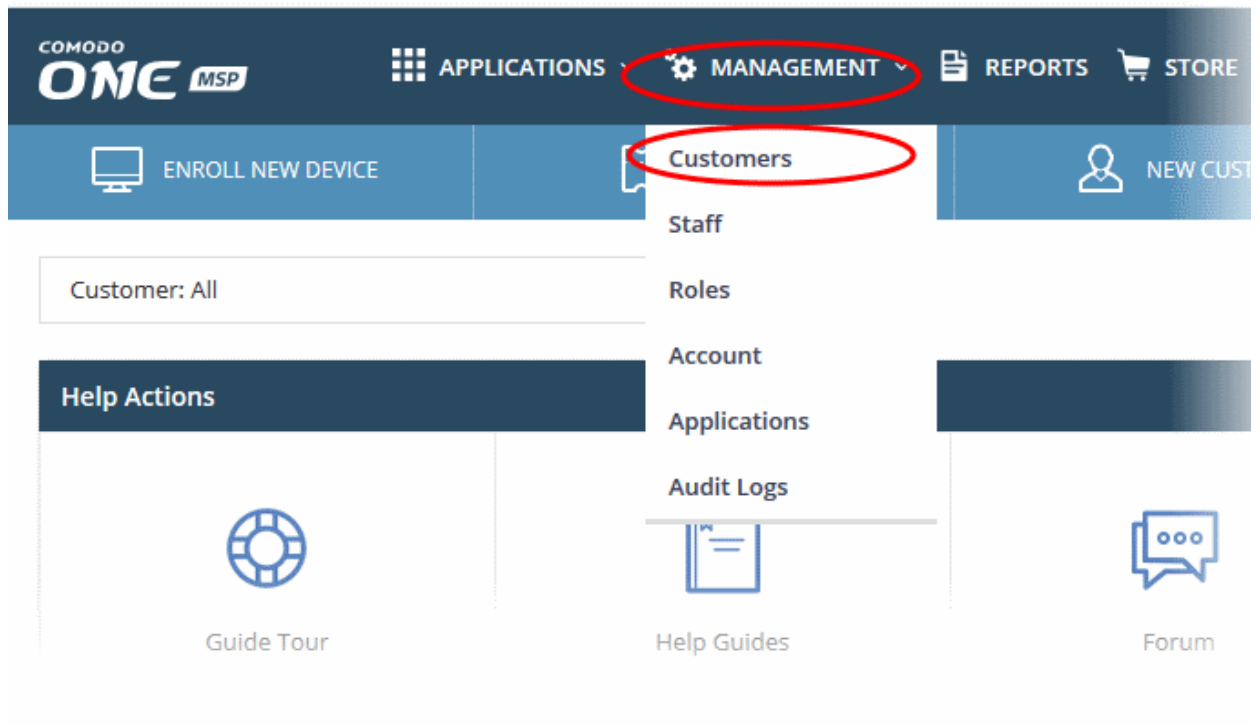 COMODO
ONE MSP
APPLICATIONS
MANAGEMENT
REPORTS
STORE
ENROLL NEW DEVICE
NEW
Customers
Staff
Roles
Account
Applications
Audit Logs
Customer: All
Help Actions
Guide Tour
Help Guides
Forum